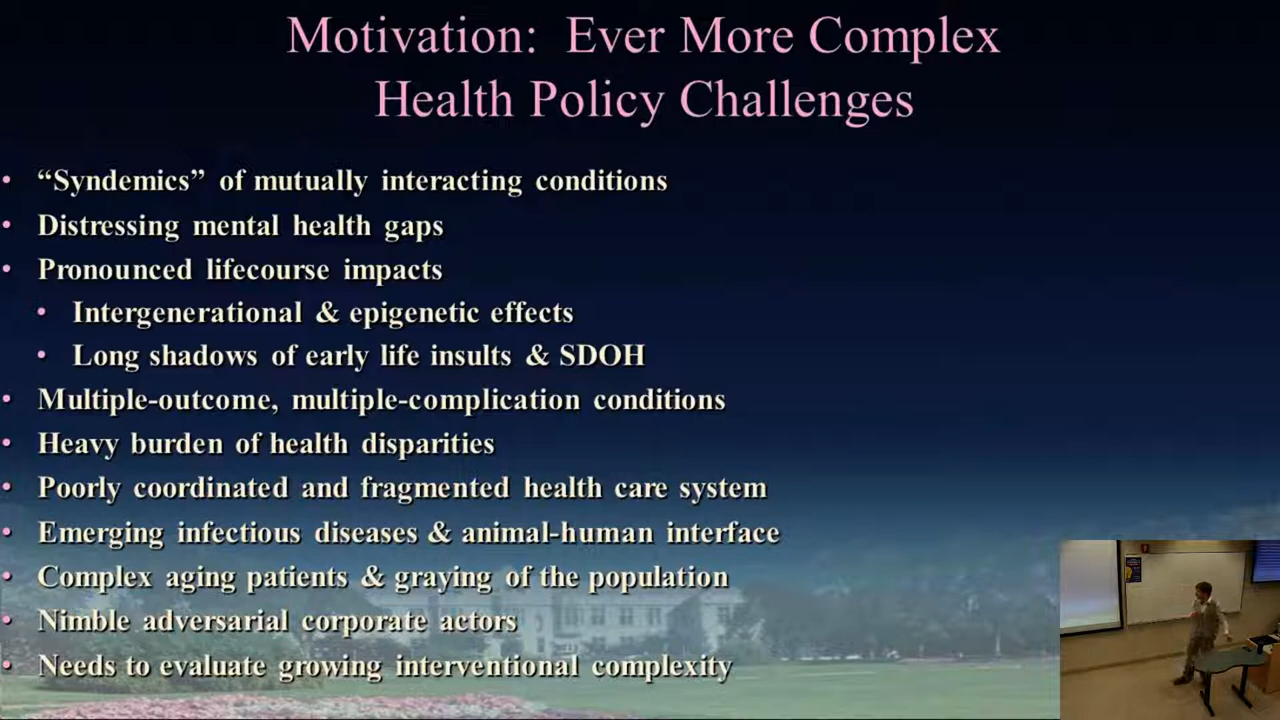 Motivation: Ever More Complex
Health Policy Challenges
• “Syndemics” of mutually interacting conditions
• Distressing mental health gaps
• Pronounced lifecourse impacts
• Intergenerational & epigenetic effects
• Long shadows of early life insults & SDOH
• Multiple-outcome, multiple-complication conditions
• Heavy burden of health disparities
• Poorly coordinated and fragmented health care system
• Emerging infectious diseases & animal-human interface
• Complex aging patients & graying of the population
• Nimble adversarial corporate actors
• Needs to evaluate growing interventional complexity